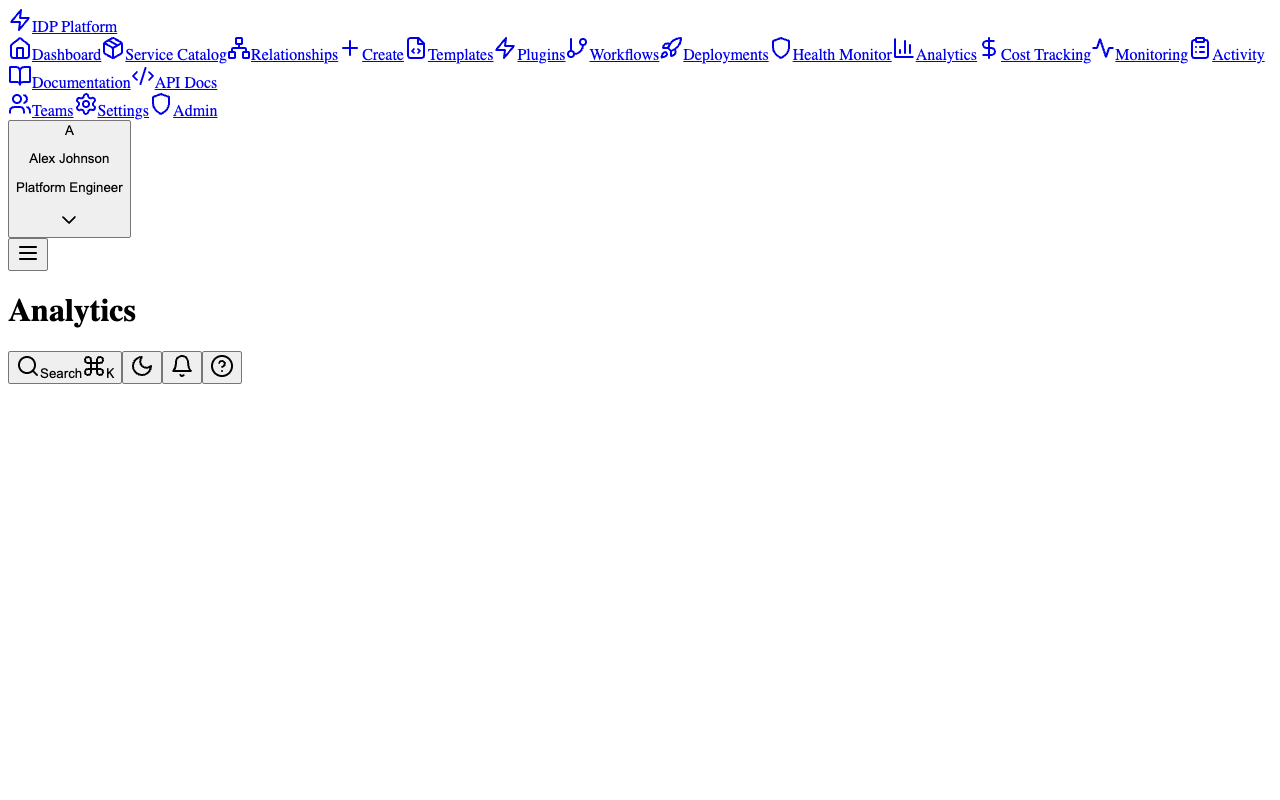 IDP Platform
Dashboard Service Catalog Relationships Create Templates Plugins Workflows Deployments Health Monitor Analytics Cost Tracking Monitoring Activity
Documentation API Docs
Teams Settings Admin
A
Alex Johnson
Platform Engineer
Analytics
Search ⌘ K